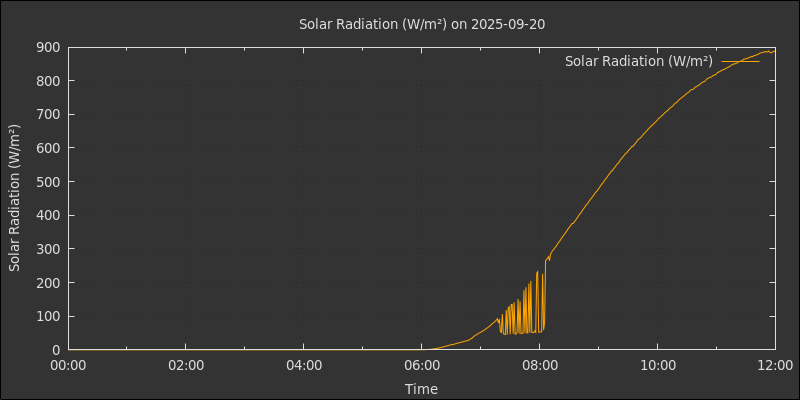 Solar Radiation (W/m²) on 2025-09-20
Solar Radiation (W/m²)
Solar Radiation (W/m²)
900
800
700
600
500
400
300
200
100
0
00:00 02:00 04:00 06:00 08:00 10:00 12:00
Time